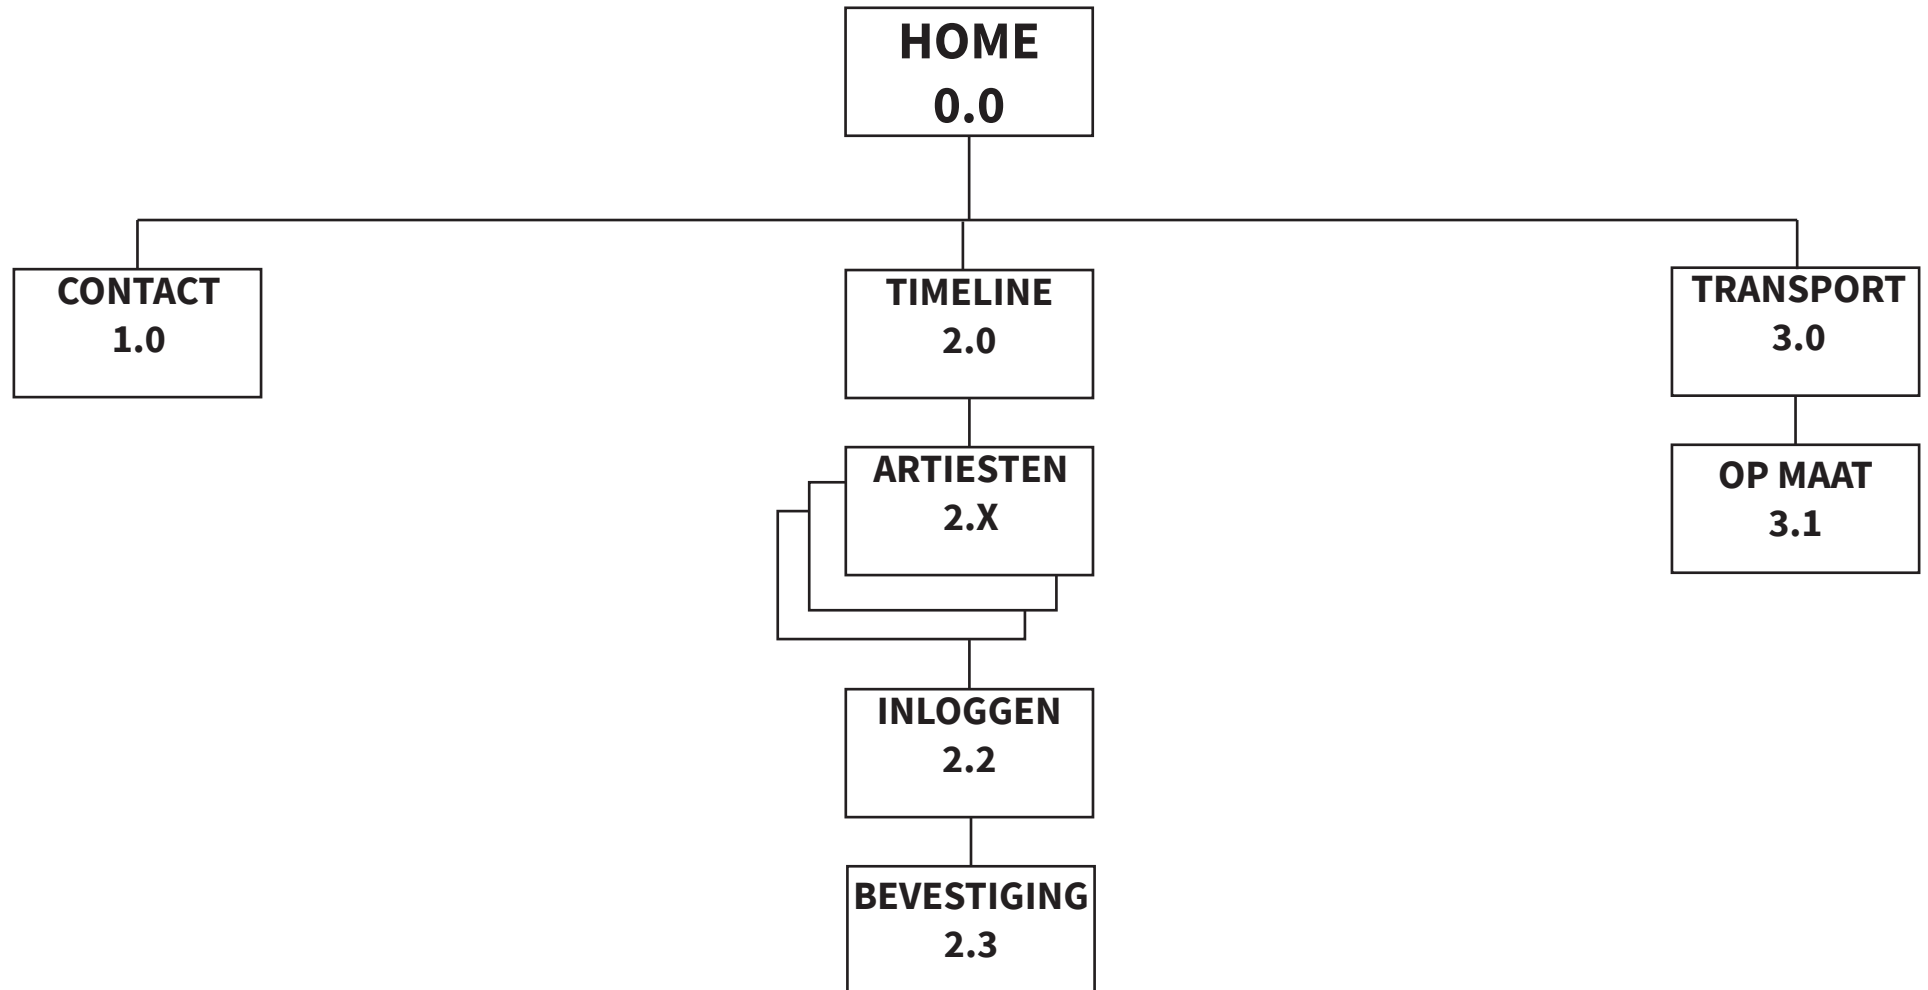 HOME
0.0
CONTACT
1.0
TIMELINE
2.0
TRANSPORT
3.0
ARTIESTEN
2.X
OP MAAT
3.1
INLOGGEN
2.2
BEVESTIGING
2.3